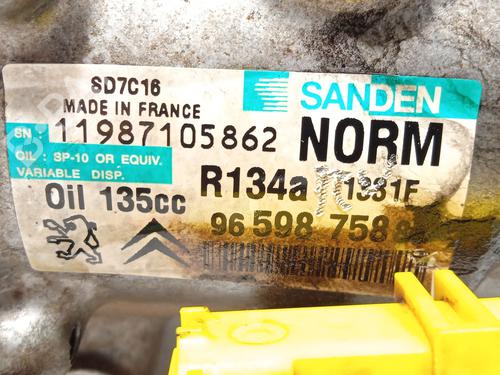 SD7C16
MADE IN FRANCE
SN: 11987105862
OIL: SP-10 OR EQUIV.
VARIABLE DISP.
Oil 135cc
SANDEN
NORM
R134a
1331F
96 598 758